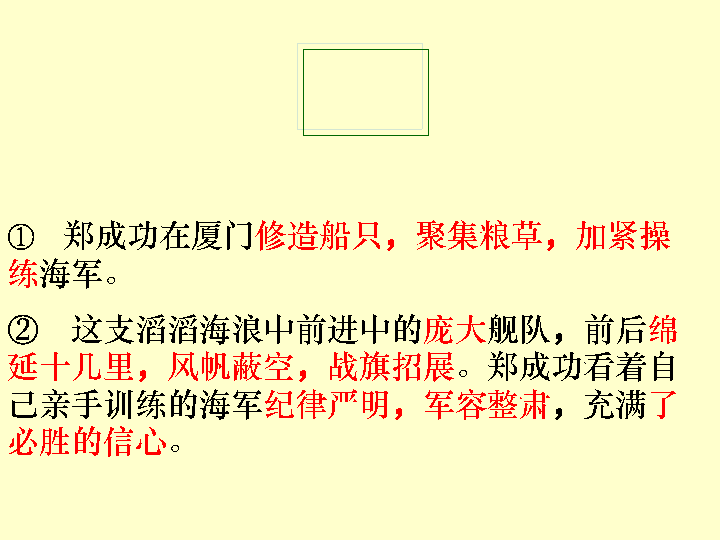 ① 郑成功在厦门修造船只，聚集粮草，加紧操
练海军。
② 这支滔滔海浪中前进中的庞大舰队，前后绵
延十几里，风帆蔽空，战旗招展。郑成功看着自
己亲手训练的海军纪律严明，军容整肃，充满了
必胜的信心。